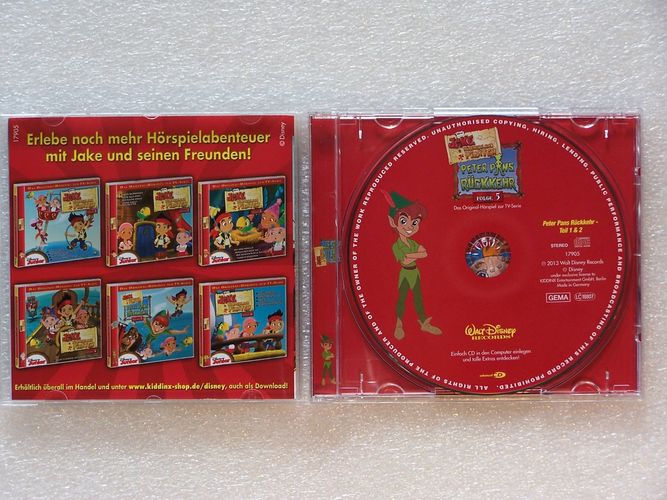 17905
Erlebe noch mehr Hörspielabenteuer
mit Jake und seinen Freunden!
© Disney
Erhältlich überall im Handel und unter www.kiddinx-shop.de/disney, auch als Download!
ALL RIGHTS OF THE PRODUCER AND OF THE OWNER OF THE WORK REPRODUCED RESERVED. UNAUTHORISED COPYING, HIRING, LENDING, PUBLIC PERFORMANCE AND BROADCASTING OF THIS RECORD PROHIBITED.
JAKE
PIRATEN
PETER PANS
RÜCKKEHR
FOLGE 5
Das Original-Hörspiel zur TV-Serie
Peter Pans Rückkehr -
Teil 1 & 2
STEREO
17905
℗ 2013 Walt Disney Records
© Disney
under exclusive license to
KIDDINX Entertainment GmbH, Berlin
Made in Germany
GEMA
LC 10807
WALT DISNEY
RECORDS
Einfach CD in den Computer einlegen
und tolle Extras entdecken!